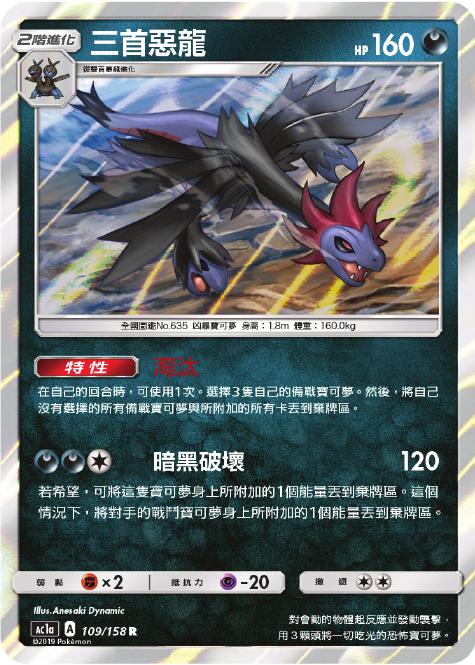 2階進化
三首惡龍
HP 160
從雙首暴龍進化
全國圖鑑No.635 凶暴寶可夢 身高：1.8m 體重：160.0kg
特性 淘汰
在自己的回合時，可使用1次。選擇3隻自己的備戰寶可夢。然後，將自己
沒有選擇的所有備戰寶可夢與所附加的所有卡丟到棄牌區。
暗黑破壞 120
若希望，可將這隻寶可夢身上所附加的1個能量丟到棄牌區。這個
情況下，將對手的戰鬥寶可夢身上所附加的1個能量丟到棄牌區。
弱點 ×2 抵抗力 -20 撤退
Illus.Anesaki Dynamic
AC1a A 109/158 R
©2019 Pokémon
對會動的物體起反應並發動襲擊，
用3顆頭將一切吃光的恐怖寶可夢。